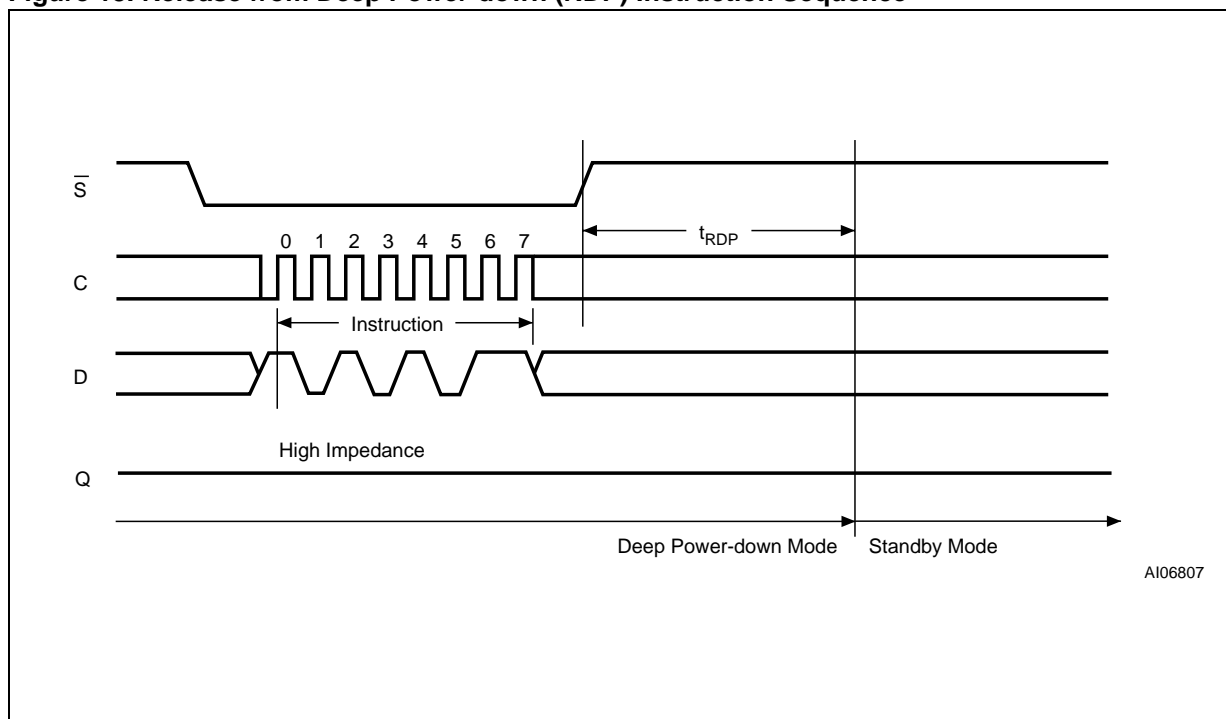 Figure Release from Deep Power-down (RDP) Instruction Sequence
S
0 1 2 3 4 5 6 7
tRDP
C
Instruction
D
High Impedance
Q
Deep Power-down Mode Standby Mode
AI06807